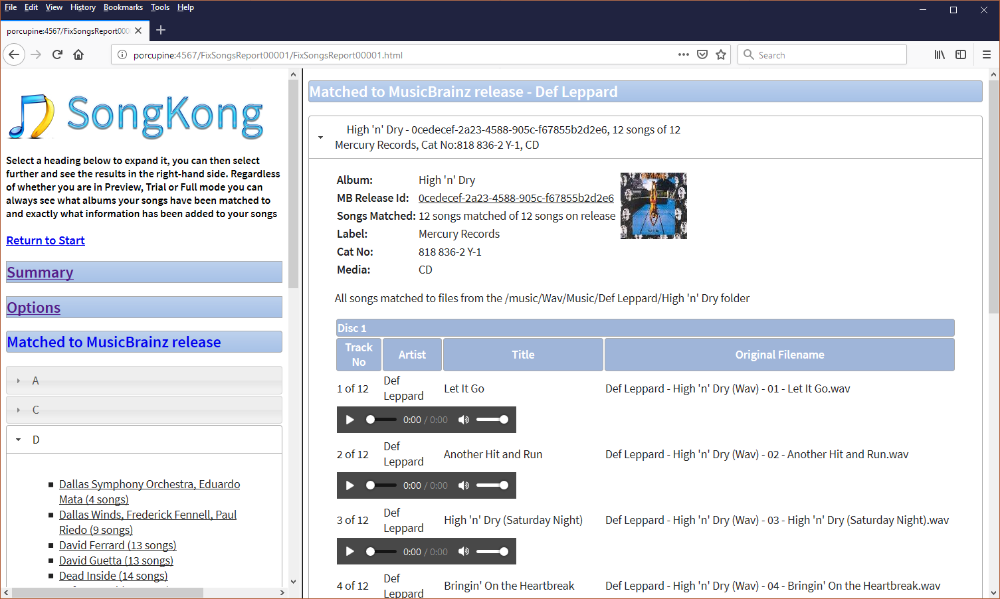 File Edit View History Bookmarks Tools Help
porcupine:4567/FixSongsReport000
porcupine:4567/FixSongsReport00001/FixSongsReport00001.html
Search
SongKong
Select a heading below to expand it, you can then select
further and see the results in the right-hand side. Regardless
of whether you are in Preview, Trial or Full mode you can
always see what albums your songs have been matched to
and exactly what information has been added to your songs
Return to Start
Summary
Options
Matched to MusicBrainz release
A
C
D
Dallas Symphony Orchestra, Eduardo
Mata (4 songs)
Dallas Winds, Frederick Fennell, Paul
Riedo (9 songs)
David Ferrard (13 songs)
David Guetta (13 songs)
Dead Inside (14 songs)
Matched to MusicBrainz release - Def Leppard
High 'n' Dry - 0cedecef-2a23-4588-905c-f67855b2d2e6, 12 songs of 12
Mercury Records, Cat No:818 836-2 Y-1, CD
Album: High 'n' Dry
MB Release Id: 0cedecef-2a23-4588-905c-f67855b2d2e6
Songs Matched: 12 songs matched of 12 songs on release
Label: Mercury Records
Cat No: 818 836-2 Y-1
Media: CD
All songs matched to files from the /music/Wav/Music/Def Leppard/High 'n' Dry folder
Disc 1
Track No Artist Title Original Filename
1 of 12 Def Leppard Let It Go Def Leppard - High 'n' Dry (Wav) - 01 - Let It Go.wav
0:00 / 0:00
2 of 12 Def Leppard Another Hit and Run Def Leppard - High 'n' Dry (Wav) - 02 - Another Hit and Run.wav
0:00 / 0:00
3 of 12 Def Leppard High 'n' Dry (Saturday Night) Def Leppard - High 'n' Dry (Wav) - 03 - High 'n' Dry (Saturday Night).wav
0:00 / 0:00
4 of 12 Def Leppard Bringin' On the Heartbreak Def Leppard - High 'n' Dry (Wav) - 04 - Bringin' On the Heartbreak.wav